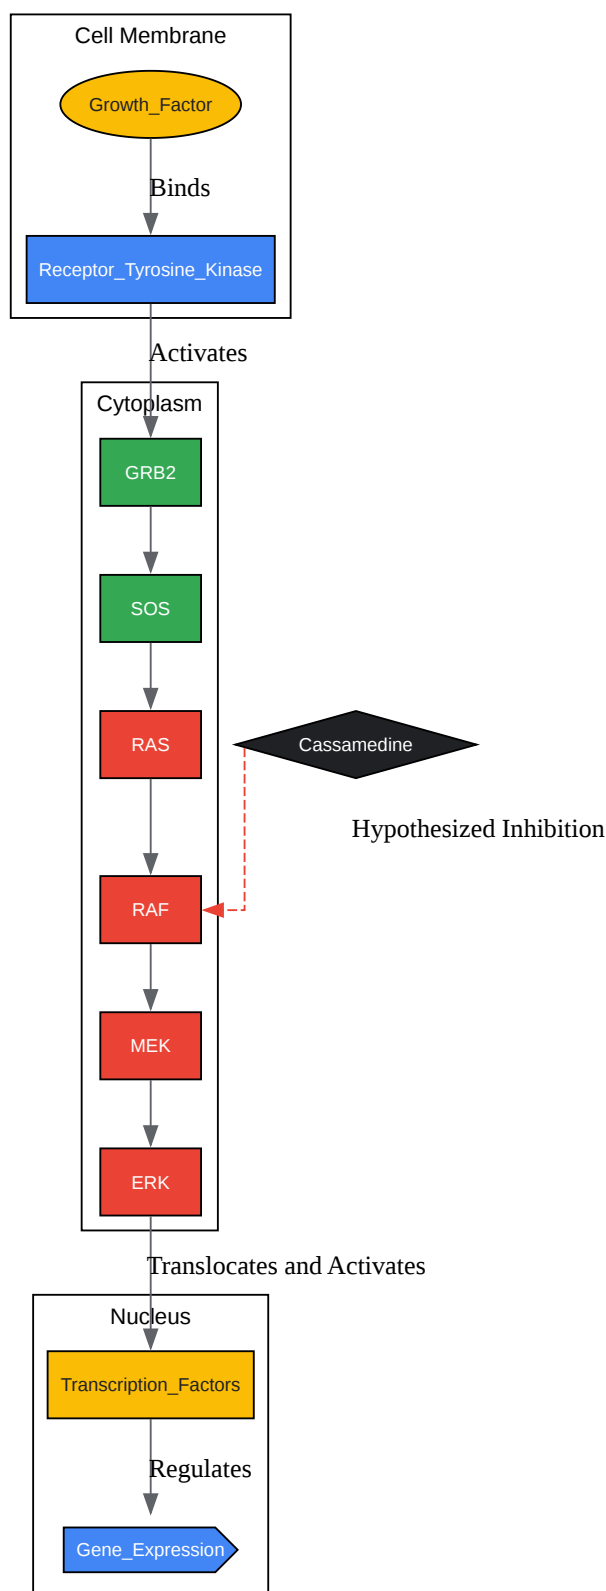 Cell Membrane
Growth_Factor
Binds
Receptor_Tyrosine_Kinase
Activates
Cytoplasm
GRB2
SOS
RAS
Cassamedine
Hypothesized Inhibition
RAF
MEK
ERK
Translocates and Activates
Nucleus
Transcription_Factors
Regulates
Gene_Expression